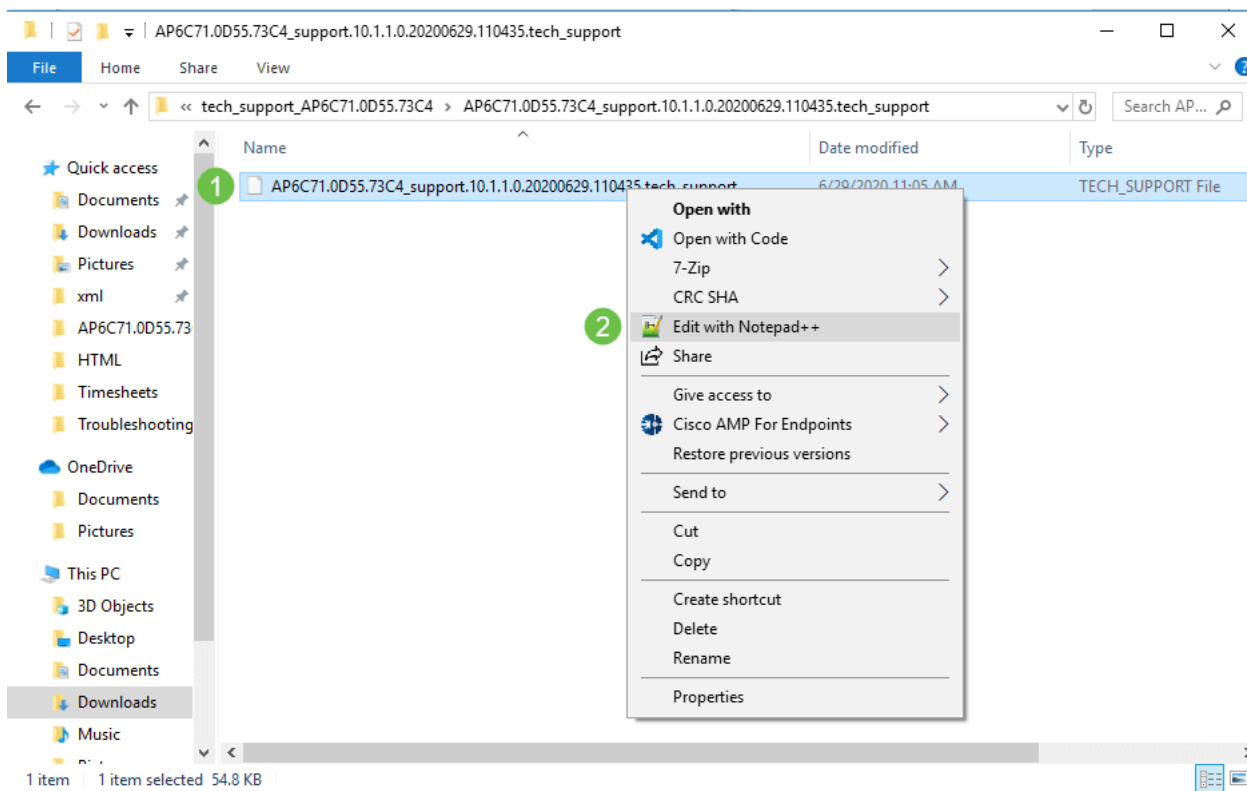 AP6C71.0D55.73C4_support.10.1.1.0.20200629.110435.tech_support
File Home Share View
« tech_support_AP6C71.0D55.73C4 > AP6C71.0D55.73C4_support.10.1.1.0.20200629.110435.tech_support Search AP...
Name Date modified Type
Quick access
1 AP6C71.0D55.73C4_support.10.1.1.0.20200629.110435.tech_support 6/29/2020 11:05 AM TECH_SUPPORT File
Documents
Downloads
Pictures
xml
AP6C71.0D55.73
HTML
Timesheets
Troubleshooting
OneDrive
Documents
Pictures
This PC
3D Objects
Desktop
Documents
Downloads
Music
Open with
Open with Code
7-Zip
CRC SHA
2 Edit with Notepad++
Share
Give access to
Cisco AMP For Endpoints
Restore previous versions
Send to
Cut
Copy
Create shortcut
Delete
Rename
Properties
1 item 1 item selected 54.8 KB